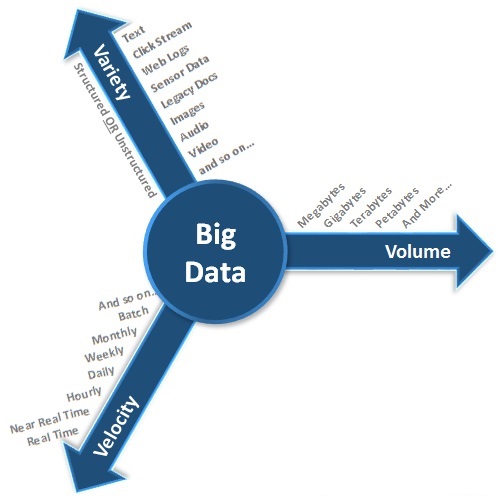 Variety
Text
Click Stream
Web Logs
Sensor Data
Legacy Docs
Images
Audio
Video
and so on...
Structured OR Unstructured
Big
Data
Megabytes
Gigabytes
Terabytes
Petabytes
And More...
Volume
And so on...
Batch
Monthly
Weekly
Daily
Hourly
Near Real Time
Real Time
Velocity